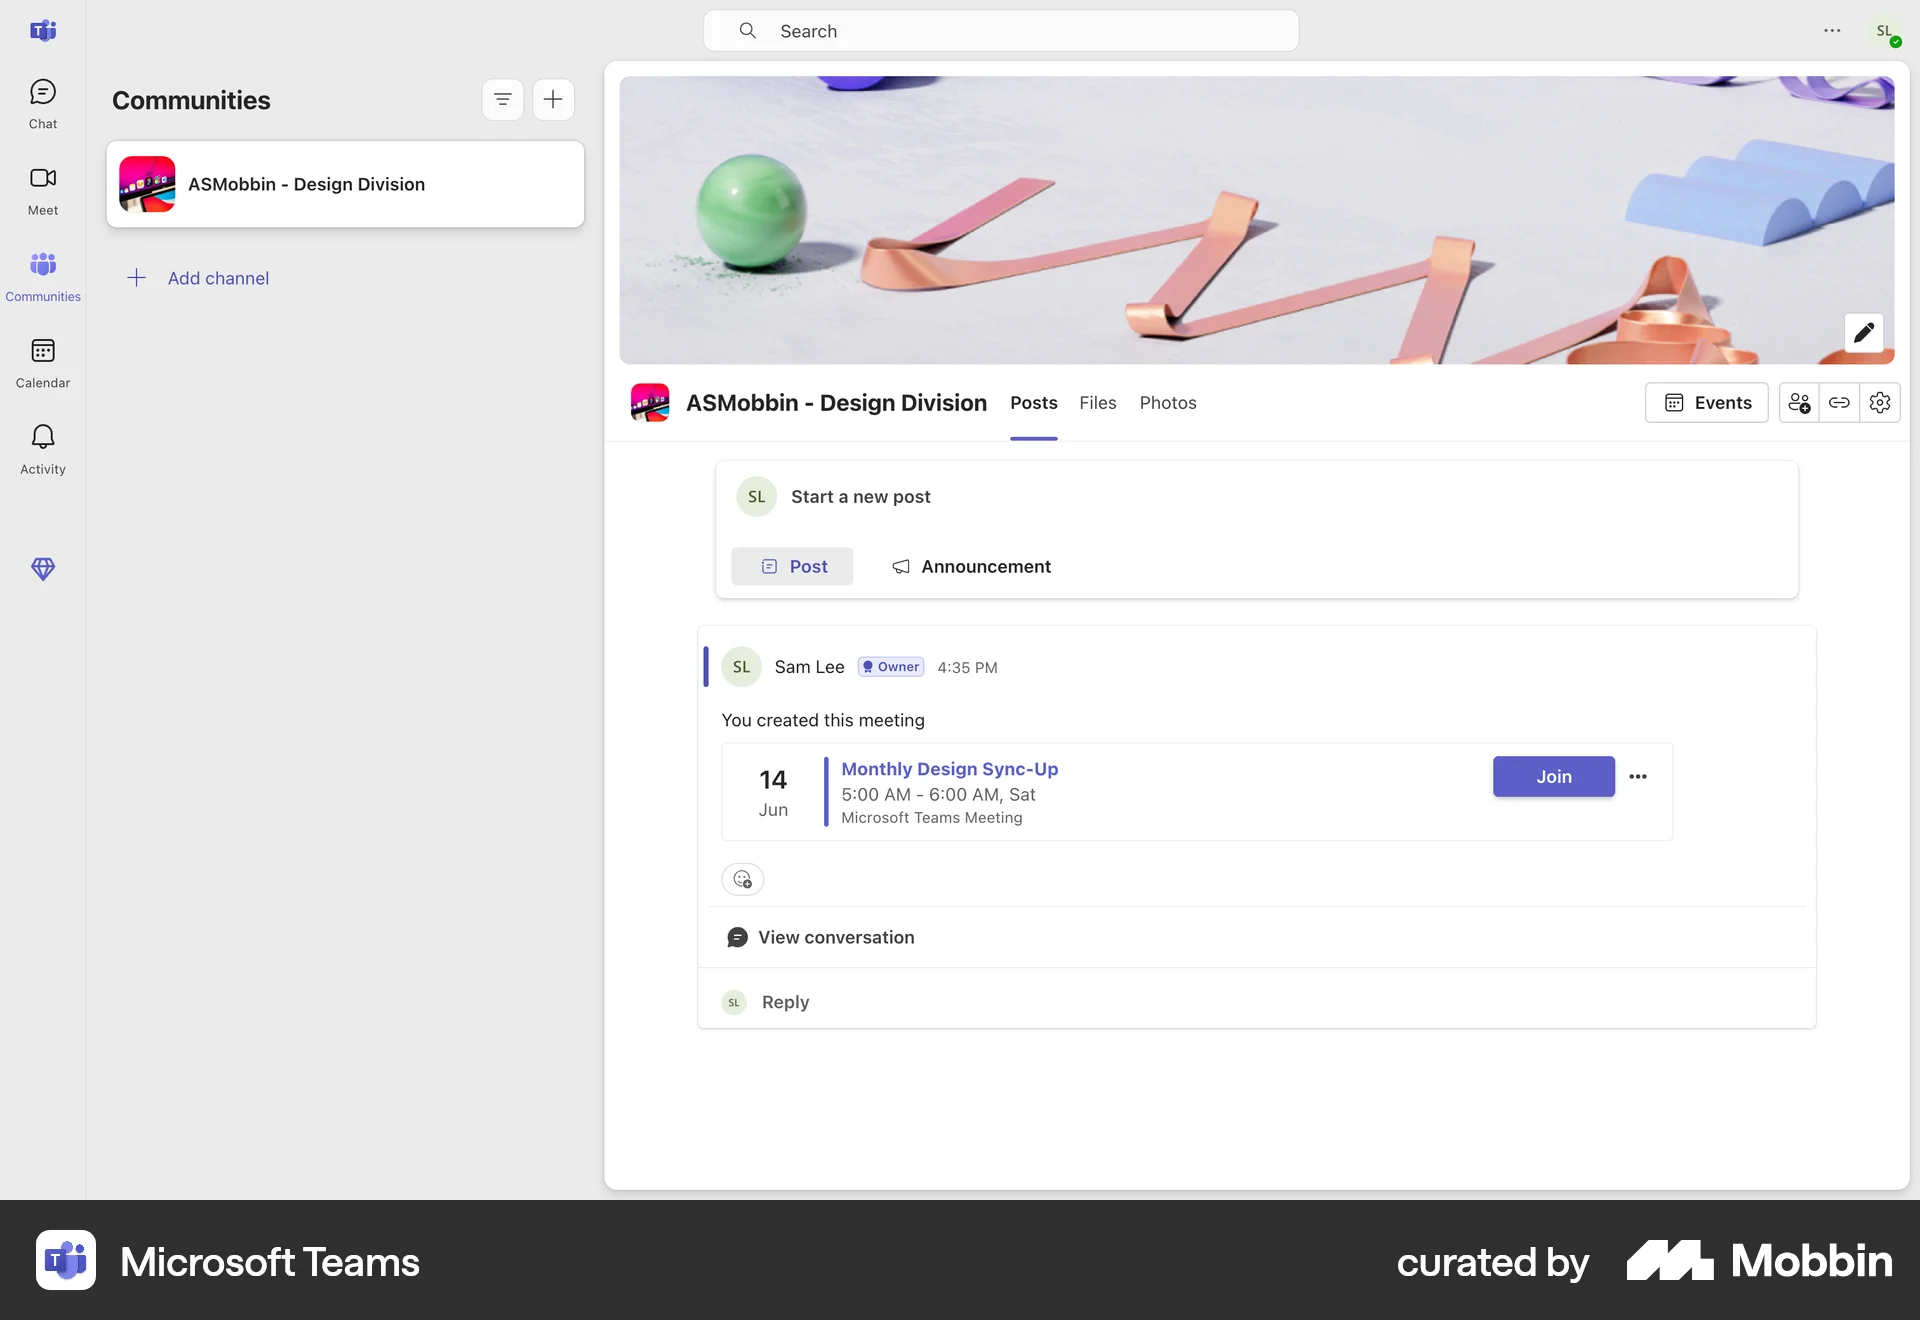 Search
SL
Chat
Meet
Communities
Calendar
Activity
Communities
ASMobbin - Design Division
Add channel
ASMobbin - Design Division
Posts
Files
Photos
Events
SL
Start a new post
Post
Announcement
SL
Sam Lee
Owner
4:35 PM
You created this meeting
14
Jun
Monthly Design Sync-Up
5:00 AM - 6:00 AM, Sat
Microsoft Teams Meeting
Join
View conversation
SL
Reply
T
Microsoft Teams
curated by
Mobbin